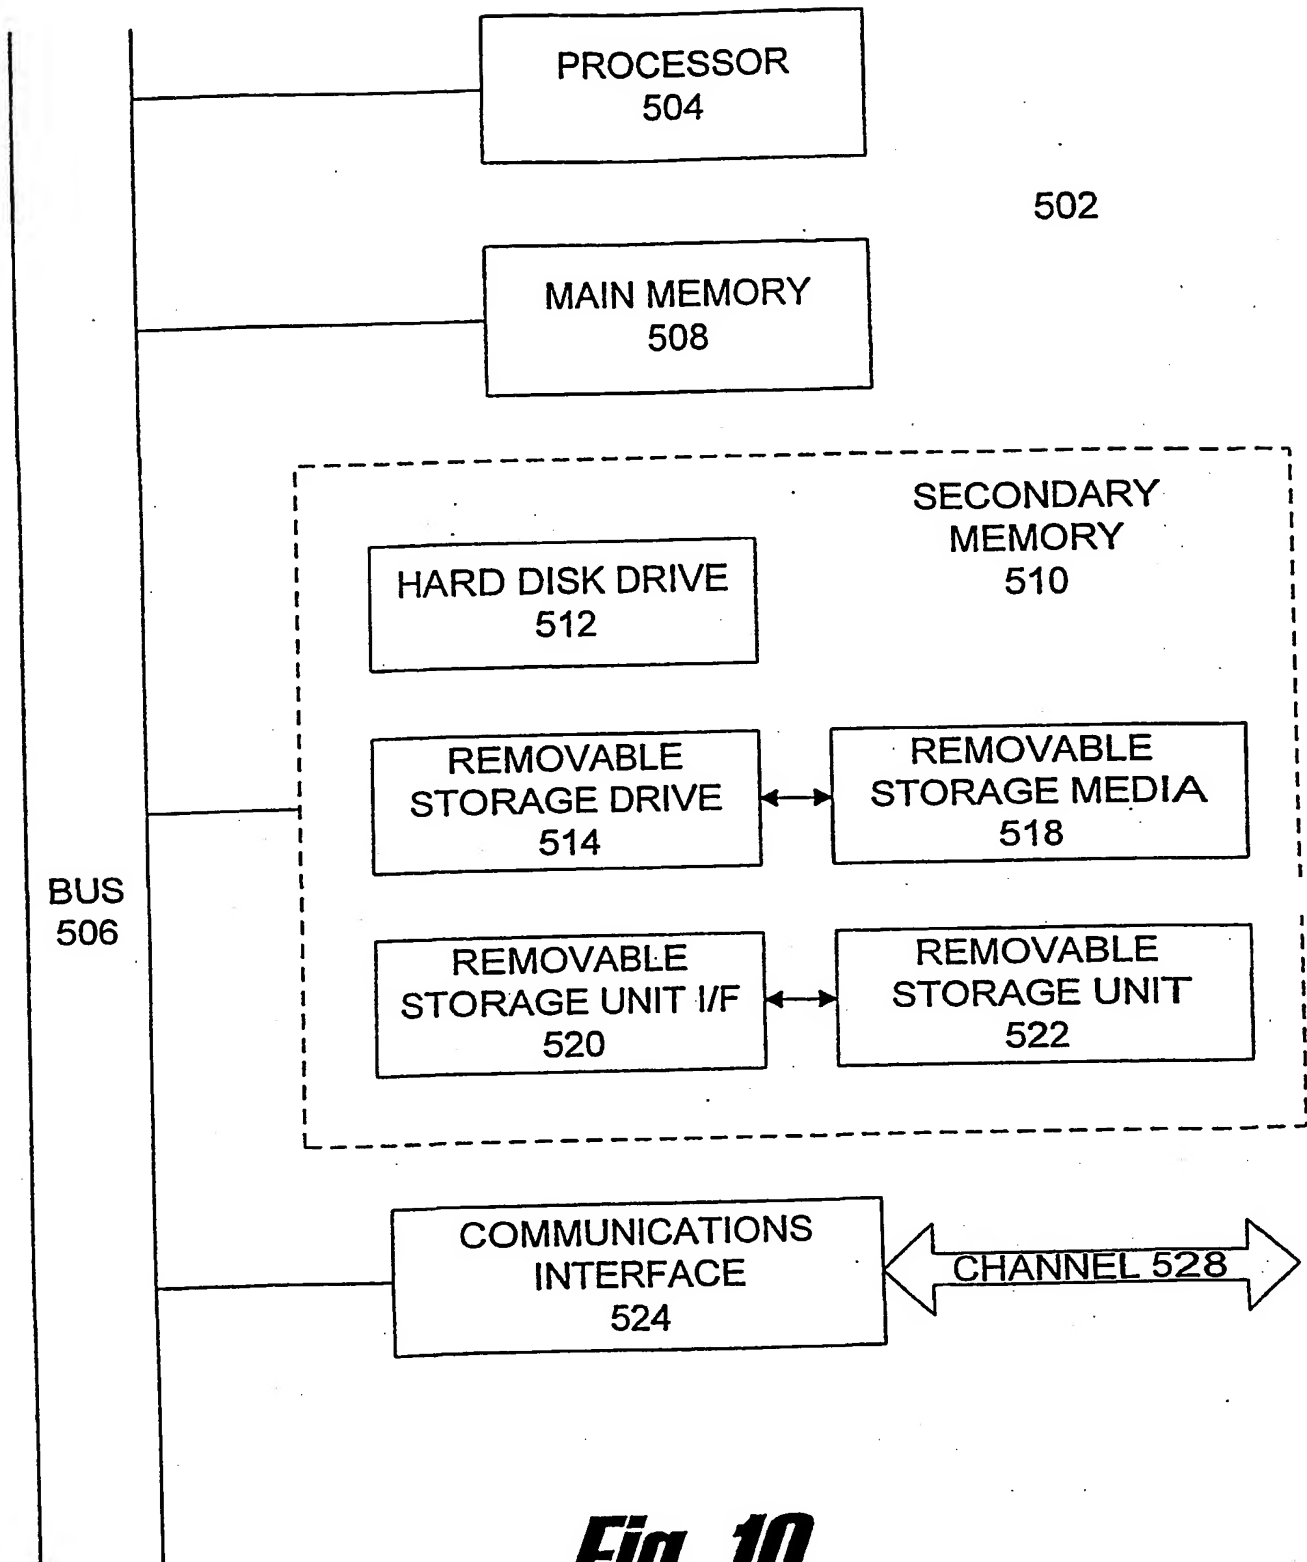 PROCESSOR
504
502
MAIN MEMORY
508
SECONDARY
MEMORY
510
HARD DISK DRIVE
512
REMOVABLE
STORAGE DRIVE
514
REMOVABLE
STORAGE MEDIA
518
BUS
506
REMOVABLE
STORAGE UNIT I/F
520
REMOVABLE
STORAGE UNIT
522
COMMUNICATIONS
INTERFACE
524
CHANNEL 528
Fig. 10